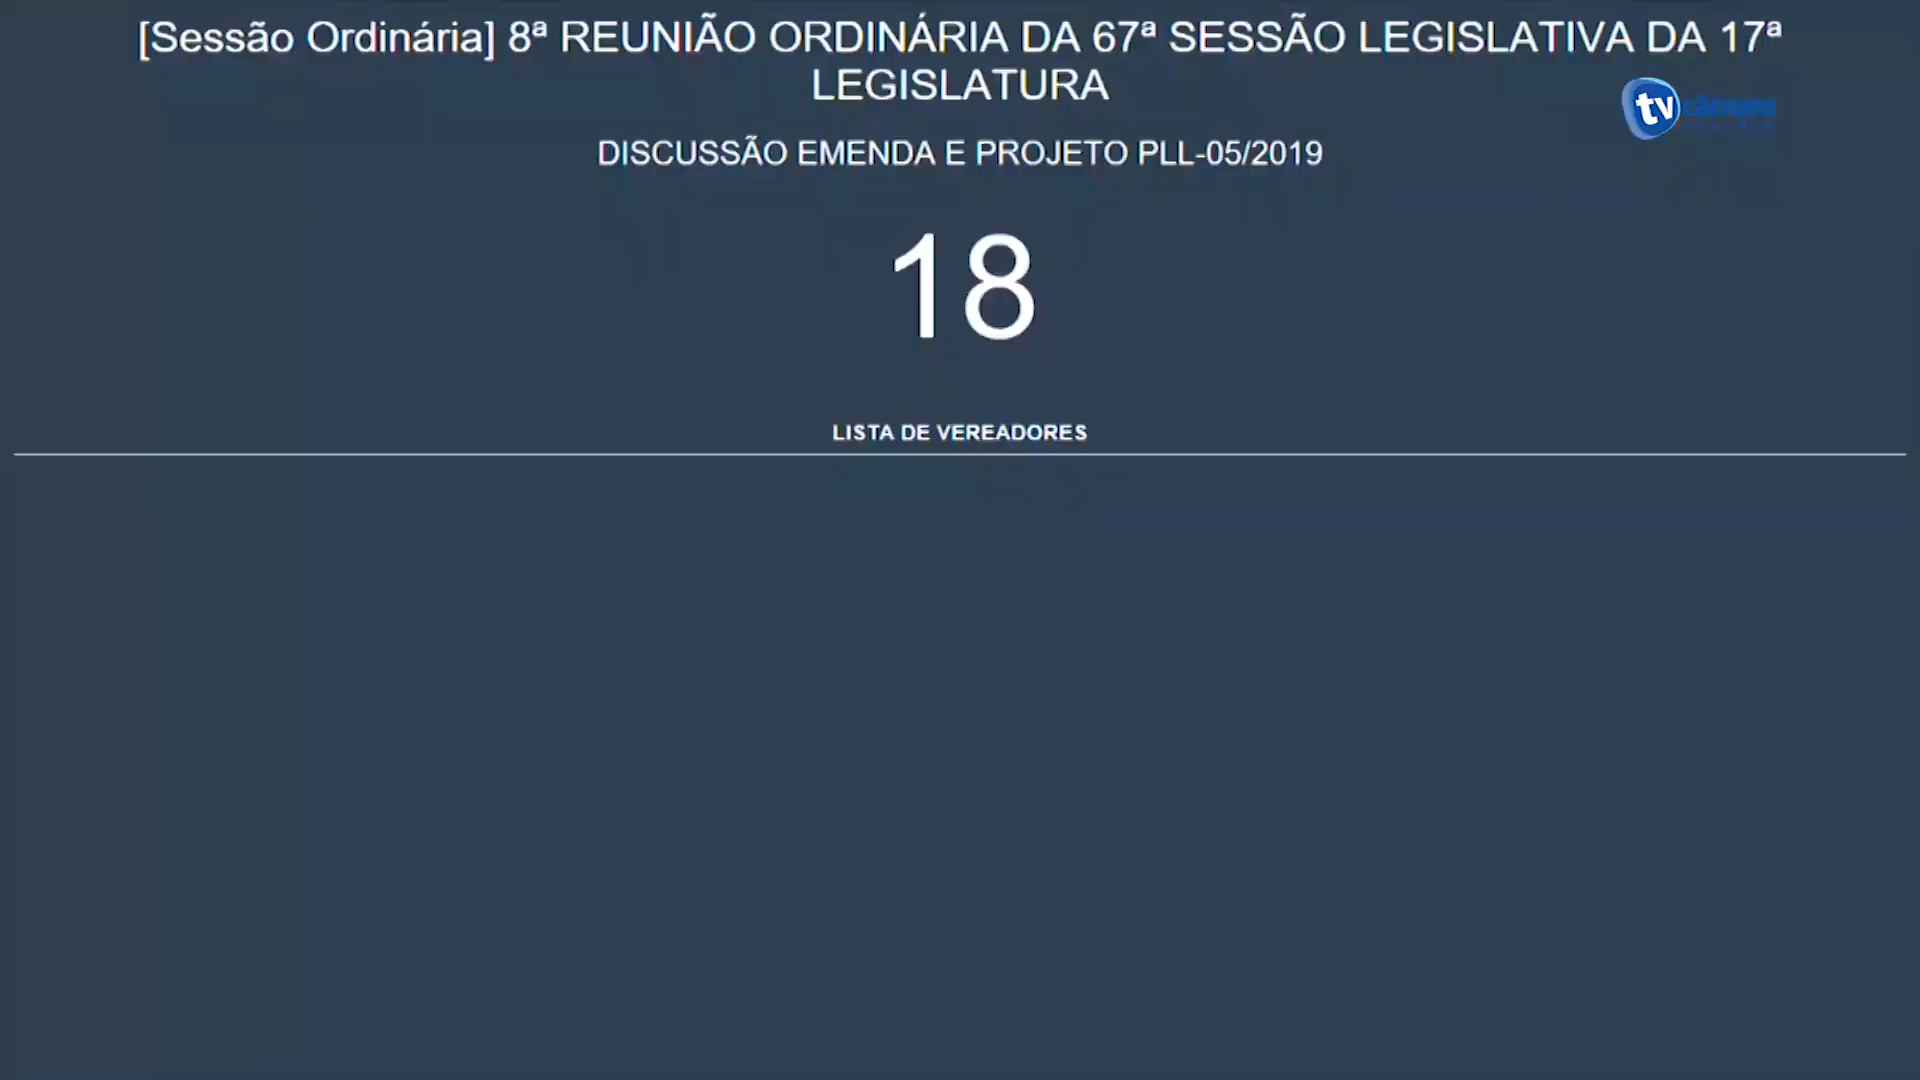 [Sessão Ordinária] 8ª REUNIÃO ORDINÁRIA DA 67ª SESSÃO LEGISLATIVA DA 17ª
LEGISLATURA
tv câmara
DISCUSSÃO EMENDA E PROJETO PLL-05/2019
18
LISTA DE VEREADORES